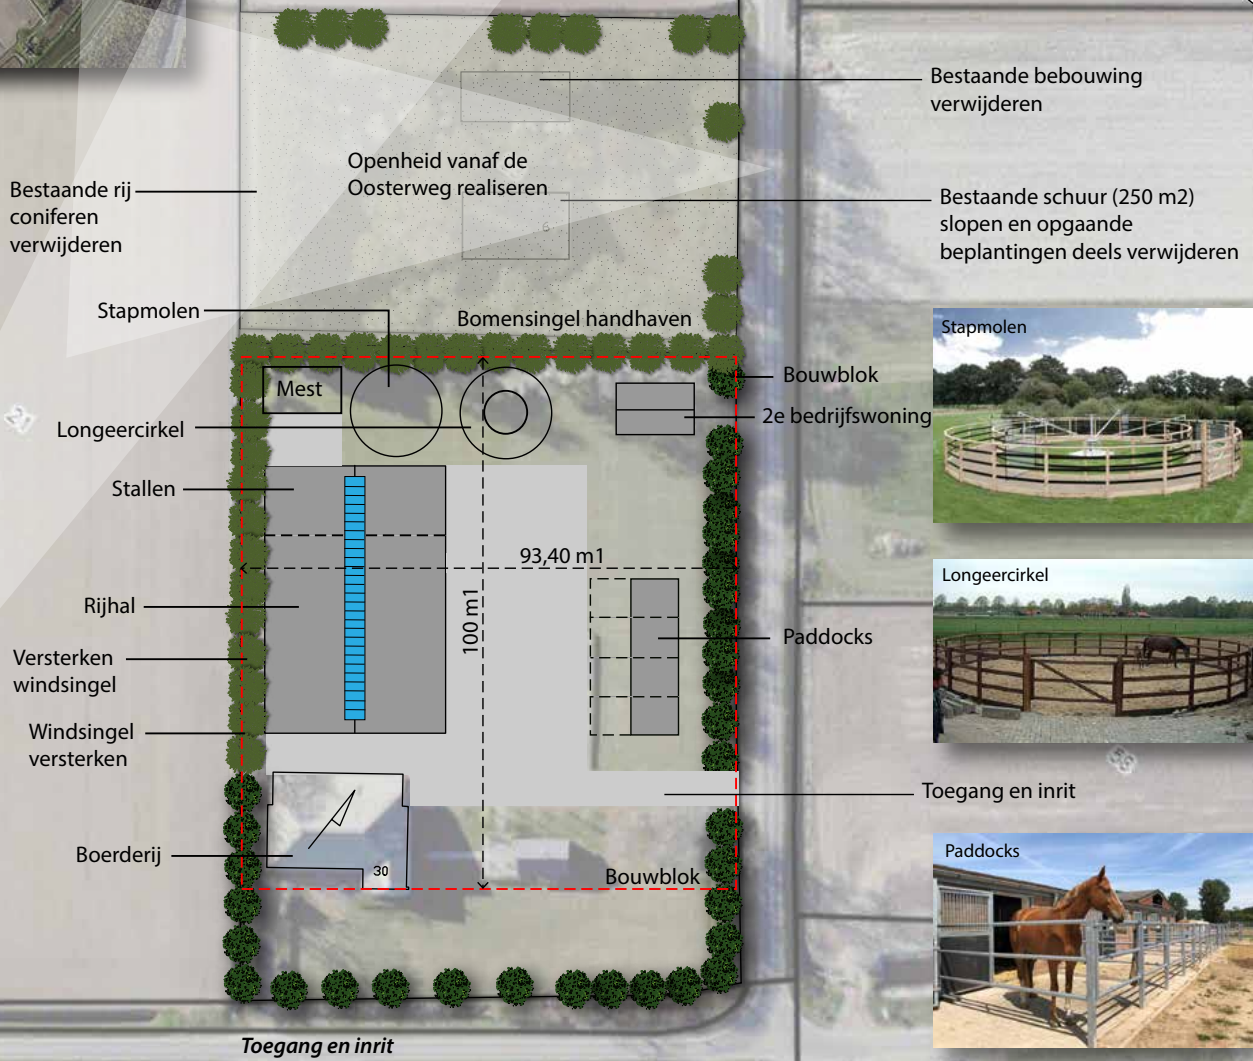 Bestaande bebouwing
verwijderen
Openheid vanaf de
Oosterweg realiseren
Bestaande rij
coniferen
verwijderen
Bestaande schuur (250 m2)
slopen en opgaande
beplantingen deels verwijderen
6
Stapmolen
Bomensingel handhaven
Stapmolen
Mest
Bouwblok
2e bedrijfswoning
21
Longeercirkel
Stallen
93,40 m1
100 m1
Longeercirkel
Rijhal
Paddocks
Versterken
windsingel
Windsingel
versterken
Toegang en inrit
Boerderij
30
Bouwblok
Paddocks
Toegang en inrit